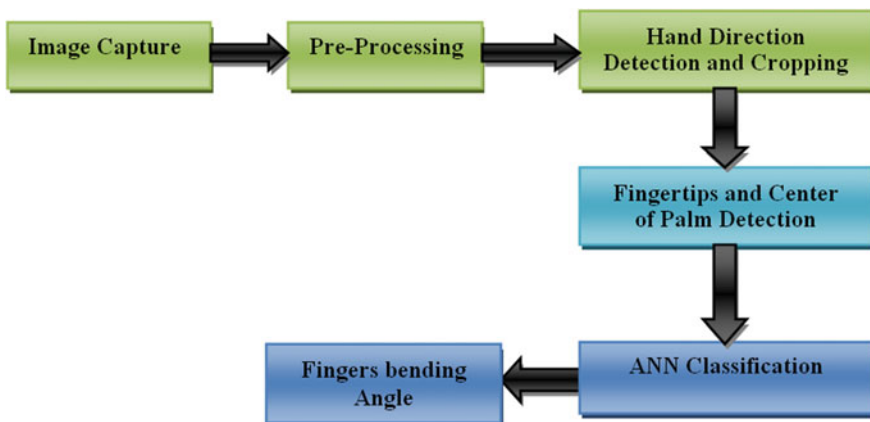 Image Capture
Pre-Processing
Hand Direction
Detection and Cropping
Fingertips and Center
of Palm Detection
ANN Classification
Fingers bending
Angle